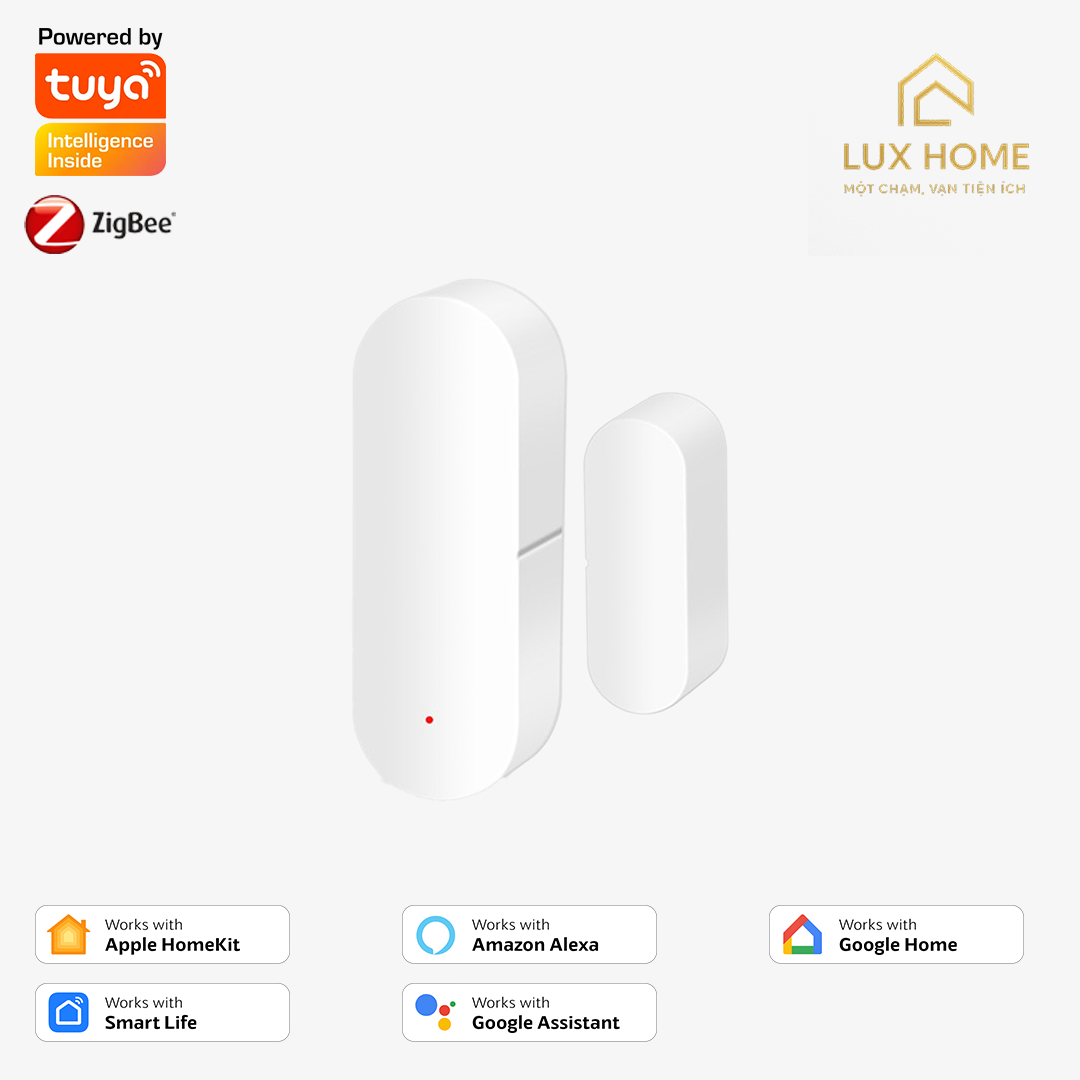 Powered by
tuya
Intelligence
Inside
ZigBee®
LUX HOME
MỘT CHẠM, VẠN TIỆN ÍCH
Works with
Apple HomeKit
Works with
Amazon Alexa
Works with
Google Home
Works with
Smart Life
Works with
Google Assistant